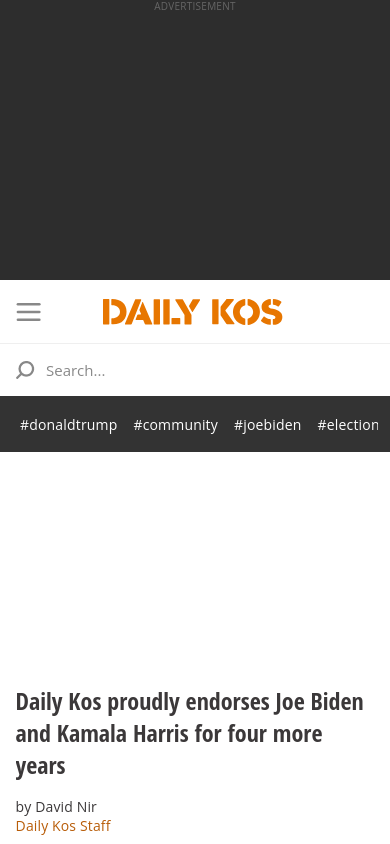 ADVERTISEMENT
DAILY KOS
Search...
#donaldtrump #community #joebiden #election
Daily Kos proudly endorses Joe Biden
and Kamala Harris for four more
years
by David Nir
Daily Kos Staff